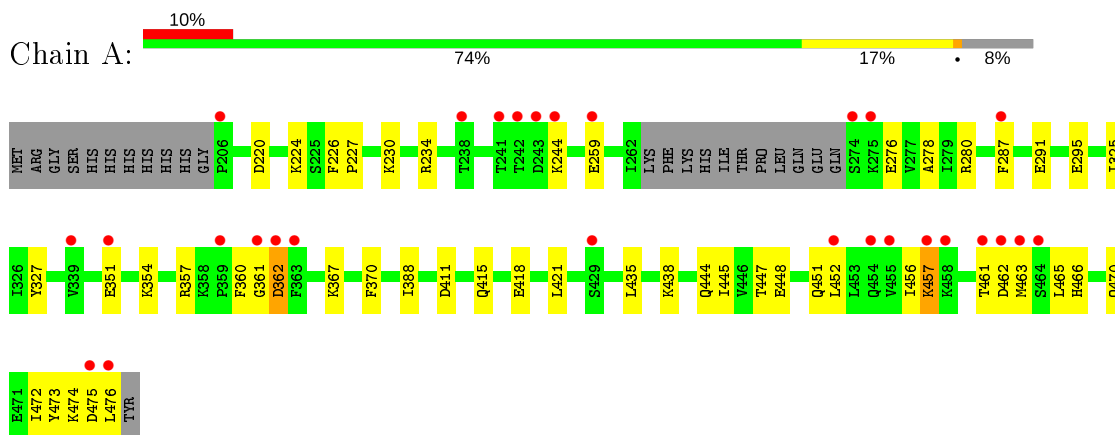 10%
Chain A:
74%
17%
•
8%
MET ARG GLY SER HIS HIS HIS HIS HIS HIS GLY P206 D220 K224 S225 F226 P227 K230 R234 T238 T241 T242 D243 K244 E259 I262 LYS PHE LYS HIS ILE THR PRO LEU GLN GLU GLN S274 K275 E276 V277 A278 I279 R280 F287 E291 E295 I325
I326 Y327 V339 E351 K354 R357 K358 P359 F360 G361 D362 F363 K367 F370 I388 D411 Q415 E418 L421 S429 L435 K438 Q444 I445 V446 T447 E448 Q451 L452 L453 Q454 V455 I456 K457 K458 T461 D462 M463 S464 L465 H466
E471 I472 Y473 K474 D475 L476 TYR